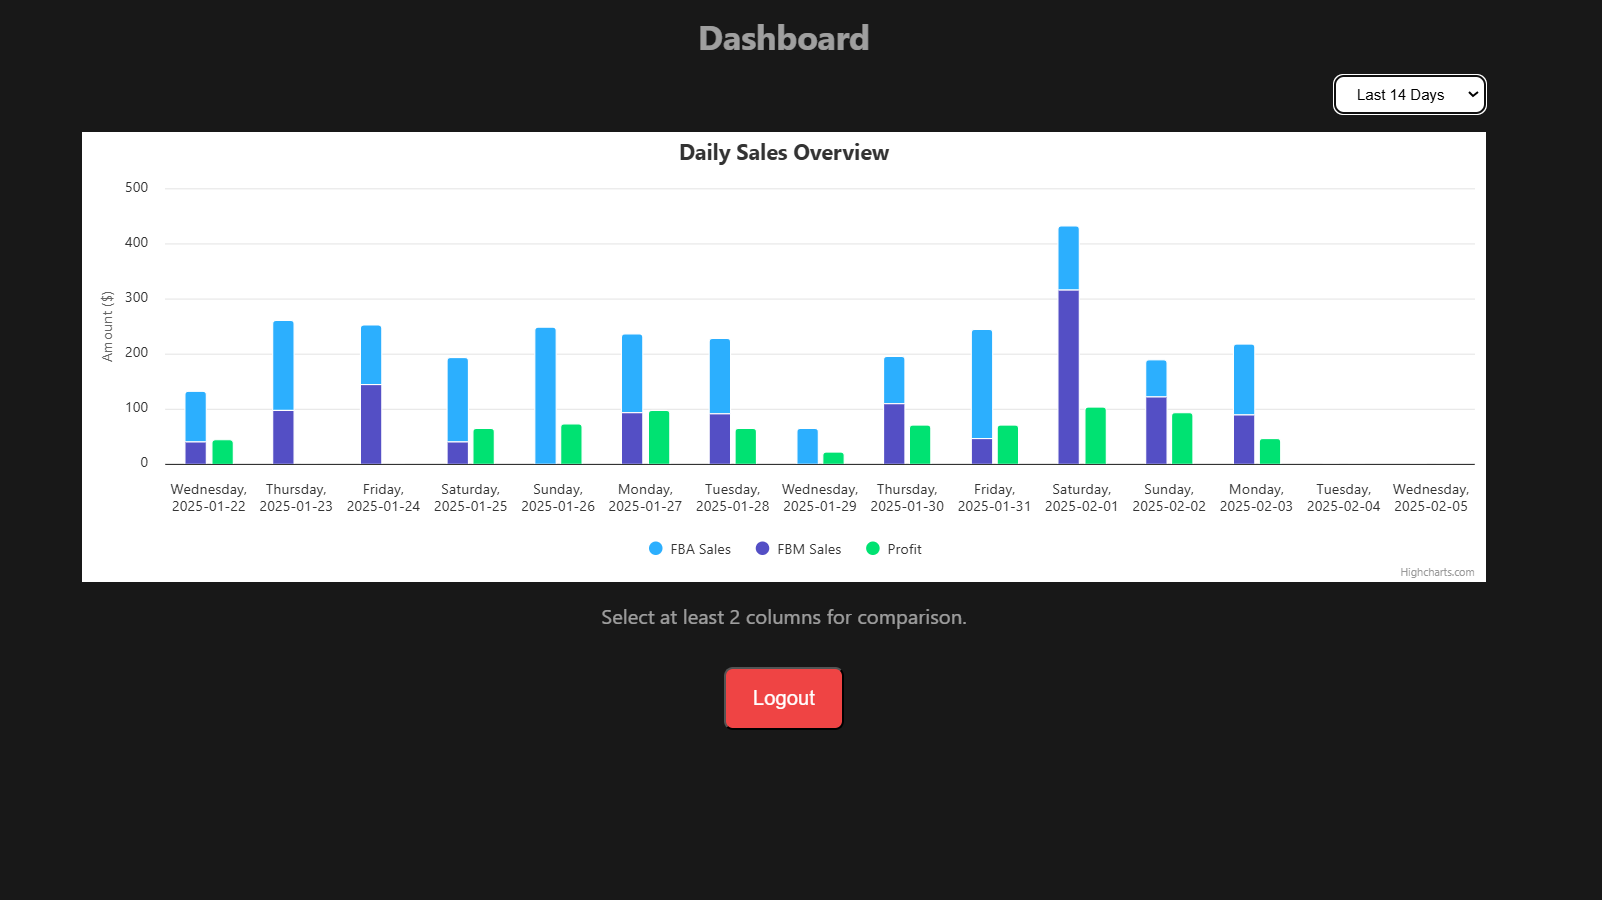 Dashboard
Last 14 Days
Daily Sales Overview
Amount ($)
500
400
300
200
100
0
Wednesday, 2025-01-22
Thursday, 2025-01-23
Friday, 2025-01-24
Saturday, 2025-01-25
Sunday, 2025-01-26
Monday, 2025-01-27
Tuesday, 2025-01-28
Wednesday, 2025-01-29
Thursday, 2025-01-30
Friday, 2025-01-31
Saturday, 2025-02-01
Sunday, 2025-02-02
Monday, 2025-02-03
Tuesday, 2025-02-04
Wednesday, 2025-02-05
FBA Sales
FBM Sales
Profit
Highcharts.com
Select at least 2 columns for comparison.
Logout